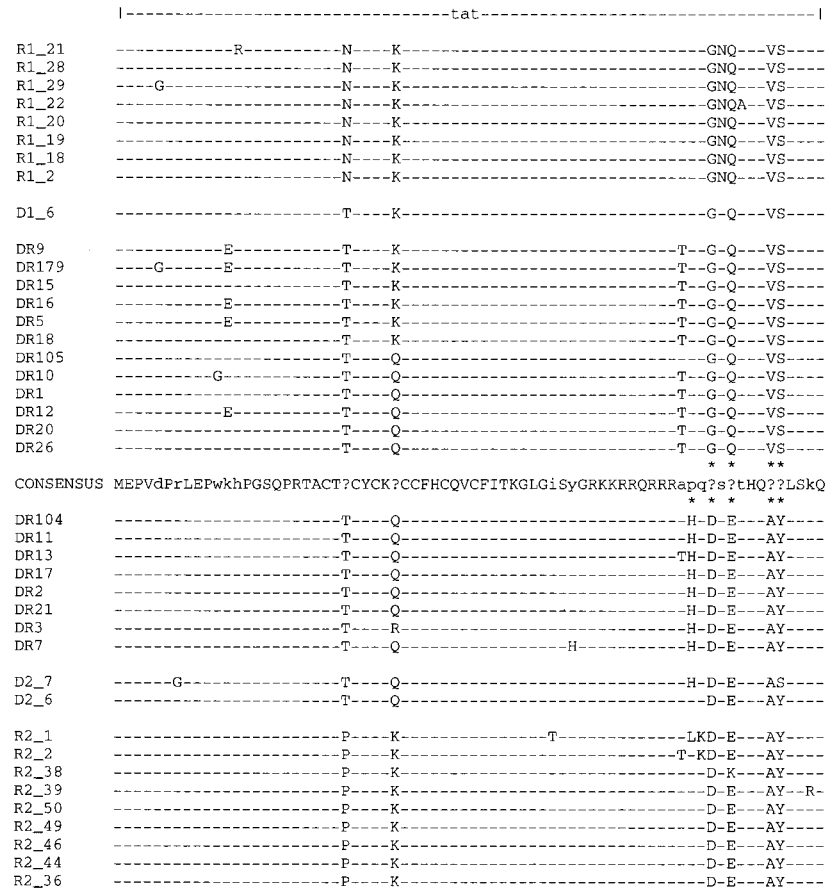 |----------------------------------tat----------------------------------|
R1_21 ------------R----------N----K-------------------------------GNQ---VS----
R1_28 -----------------------N----K-------------------------------GNQ---VS----
R1_29 ----G------------------N----K-------------------------------GNQ---VS----
R1_22 -----------------------N----K-------------------------------GNQA--VS----
R1_20 -----------------------N----K-------------------------------GNQ---VS----
R1_19 -----------------------N----K-------------------------------GNQ---VS----
R1_18 -----------------------N----K-------------------------------GNQ---VS----
R1_2 -----------------------N----K-------------------------------GNQ---VS----
D1_6 -----------------------T----K-------------------------------G-Q---VS----
DR9 -----------E-----------T----K----------------------------T--G-Q---VS----
DR179 ----G------E-----------T----K----------------------------T--G-Q---VS----
DR15 -----------------------T----K----------------------------T--G-Q---VS----
DR16 -----------E-----------T----K----------------------------T--G-Q---VS----
DR5 -----------E-----------T----K----------------------------T--G-Q---VS----
DR18 -----------------------T----K----------------------------T--G-Q---VS----
DR105 -----------------------T----Q-------------------------------G-Q---VS----
DR10 ----------G------------T----Q----------------------------T--G-Q---VS----
DR1 -----------------------T----Q----------------------------T--G-Q---VS----
DR12 -----------E-----------T----Q----------------------------T--G-Q---VS----
DR20 -----------------------T----Q----------------------------T--G-Q---VS----
DR26 -----------------------T----Q----------------------------T--G-Q---VS----
* * **
CONSENSUS MEPVdPrLEPwkhPGSQPRTACT?CYCK?CCFHCQVCFITKGLGiSyGRKKRRQRRRapq?s?tHQ??LSkQ
* * * **
DR104 -----------------------T----Q-----------------------------H-D-E---AY----
DR11 -----------------------T----Q-----------------------------H-D-E---AY----
DR13 -----------------------T----Q----------------------------TH-D-E---AY----
DR17 -----------------------T----Q-----------------------------H-D-E---AY----
DR2 -----------------------T----Q-----------------------------H-D-E---AY----
DR21 -----------------------T----Q-----------------------------H-D-E---AY----
DR3 -----------------------T----R-----------------------------H-D-E---AY----
DR7 -----------------------T----Q-----------------H-----------H-D-E---AY----
D2_7 ------G----------------T----Q-----------------------------H-D-E---AS----
D2_6 -----------------------T----Q-------------------------------D-E---AY----
R2_1 -----------------------P----K---------------T-------------LKD-E---AY----
R2_2 -----------------------P----K----------------------------T-KD-E---AY----
R2_38 -----------------------P----K-------------------------------D-K---AY----
R2_39 -----------------------P----K-------------------------------D-E---AY--R-
R2_50 -----------------------P----K-------------------------------D-E---AY----
R2_49 -----------------------P----K-------------------------------D-E---AY----
R2_46 -----------------------P----K-------------------------------D-E---AY----
R2_44 -----------------------P----K-------------------------------D-E---AY----
R2_36 -----------------------P----K-------------------------------D-E---AY----